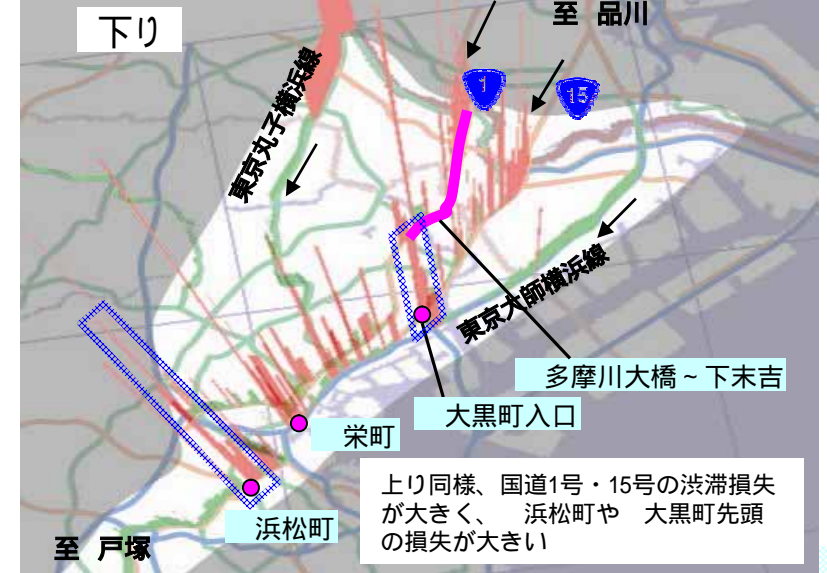 下り
至 品川
1
15
東京丸子横浜線
東京大師横浜線
多摩川大橋~下末吉
大黒町入口
栄町
浜松町
至 戸塚
上り同様、国道1号・15号の渋滞損失
が大きく、 浜松町や 大黒町先頭
の損失が大きい